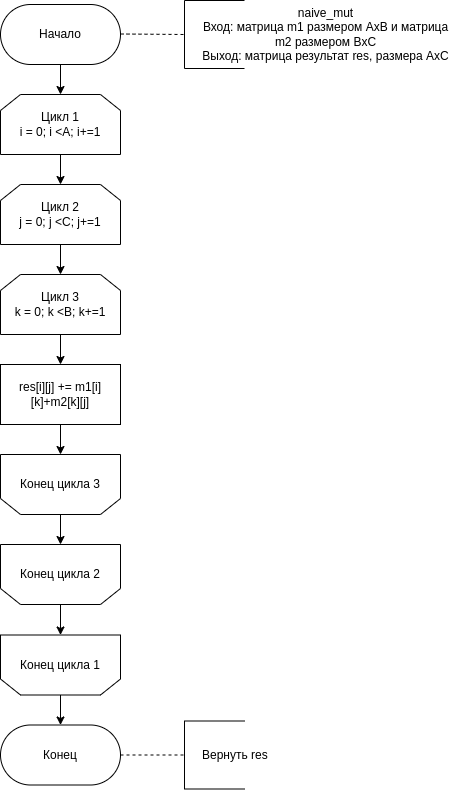 Начало
naive_mut
Вход: матрица m1 размером AxB и матрица
m2 размером BxC
Выход: матрица результат res, размера AxC
Цикл 1
i = 0; i <A; i+=1
Цикл 2
j = 0; j <C; j+=1
Цикл 3
k = 0; k <B; k+=1
res[i][j] += m1[i]
[k]+m2[k][j]
Конец цикла 3
Конец цикла 2
Конец цикла 1
Конец
Вернуть res